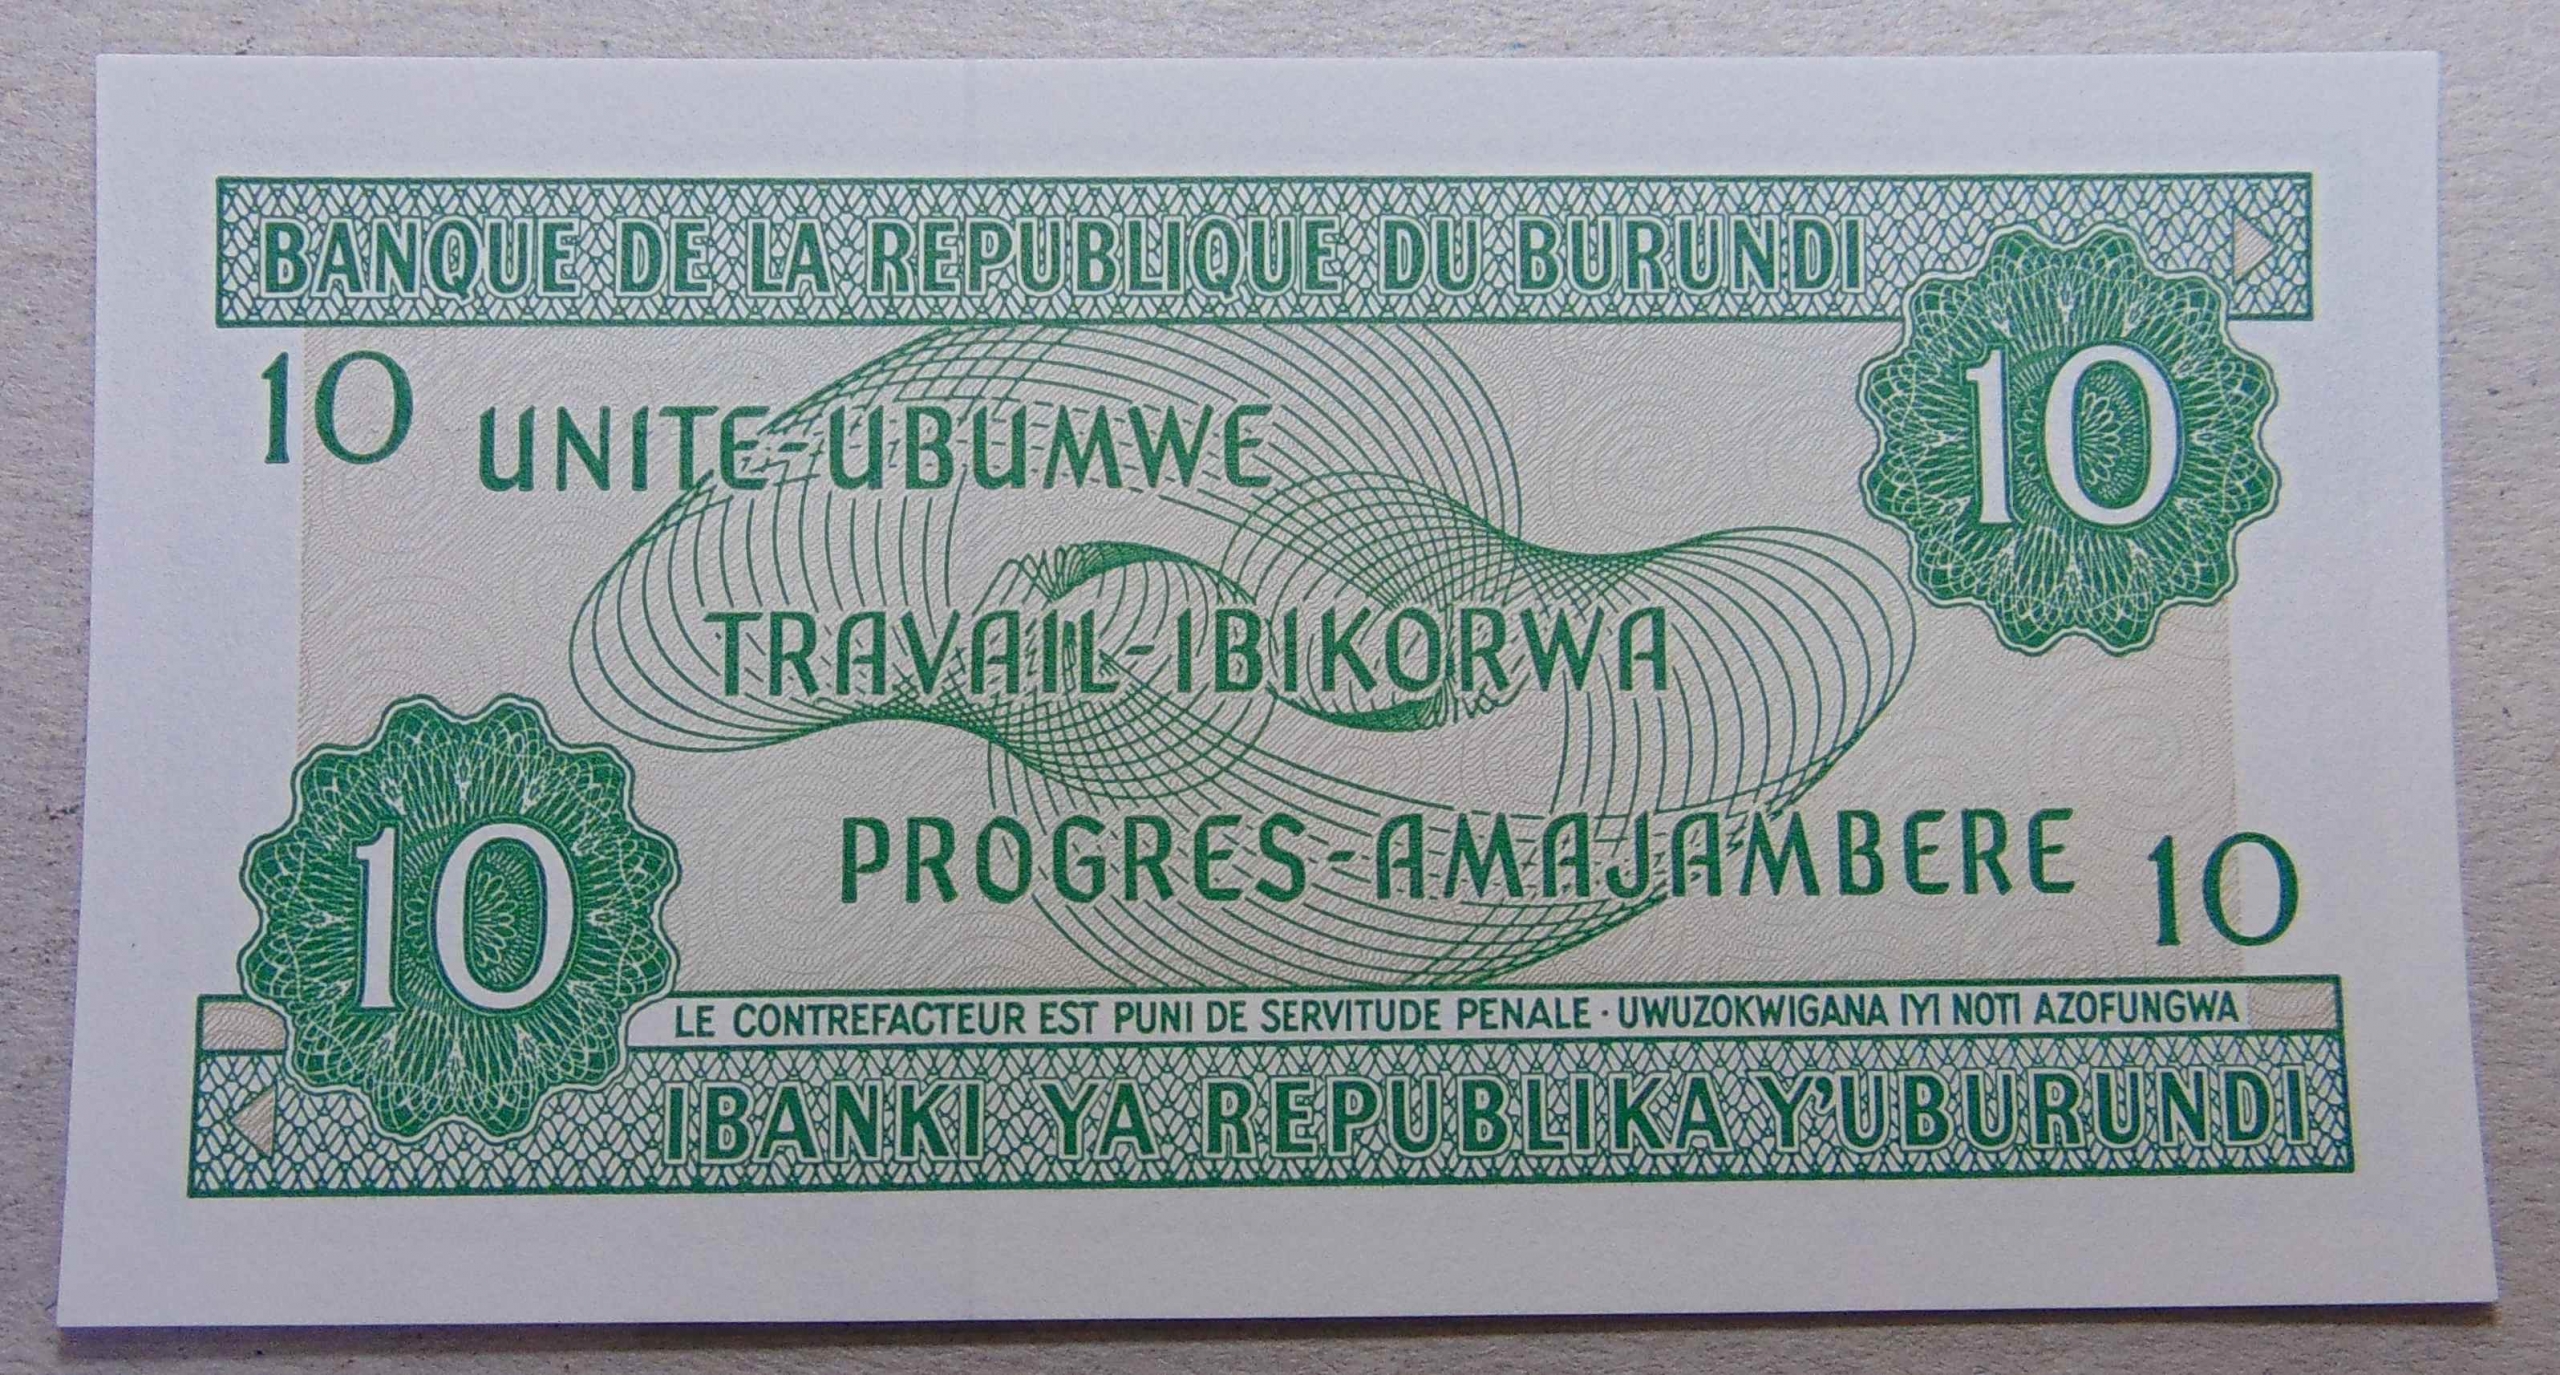 BANQUE DE LA REPUBLIQUE DU BURUNDI
10
10
UNITE-UBUMWE
TRAVAIL-IBIKORWA
PROGRES-AMAJAMBERE
10
10
LE CONTREFACTEUR EST PUNI DE SERVITUDE PENALE · UWUZOKWIGANA IYI NOTI AZOFUNGWA
IBANKI YA REPUBLIKA Y'UBURUNDI